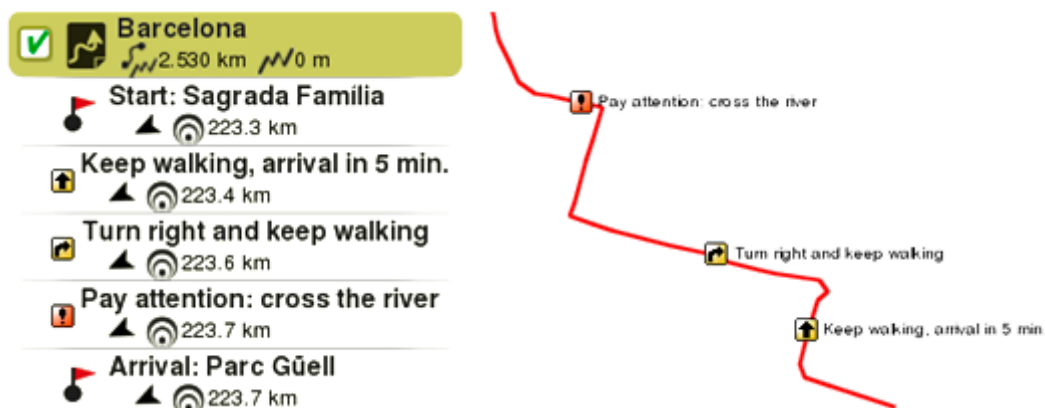 Barcelona
2.530 km 0 m
Start: Sagrada Família
223.3 km
Keep walking, arrival in 5 min.
223.4 km
Turn right and keep walking
223.6 km
Pay attention: cross the river
223.7 km
Arrival: Parc Güell
223.7 km
Pay attention: cross the river
Turn right and keep walking
Keep walking, arrival in 5 min